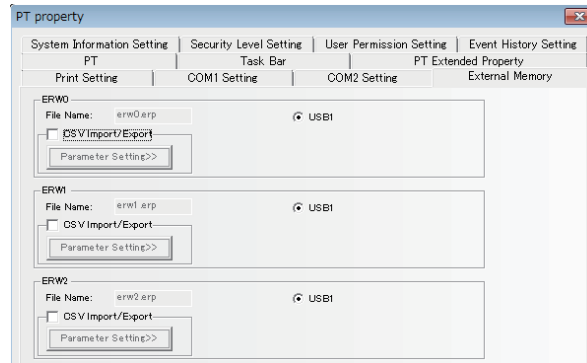 PT property
System Information Setting Security Level Setting User Permission Setting Event History Setting
PT Task Bar PT Extended Property
Print Setting COM1 Setting COM2 Setting External Memory
ERW0
File Name: erw0.erp USB1
CSV Import/Export
Parameter Setting>>
ERW1
File Name: erw1.erp USB1
CSV Import/Export
Parameter Setting>>
ERW2
File Name: erw2.erp USB1
CSV Import/Export
Parameter Setting>>